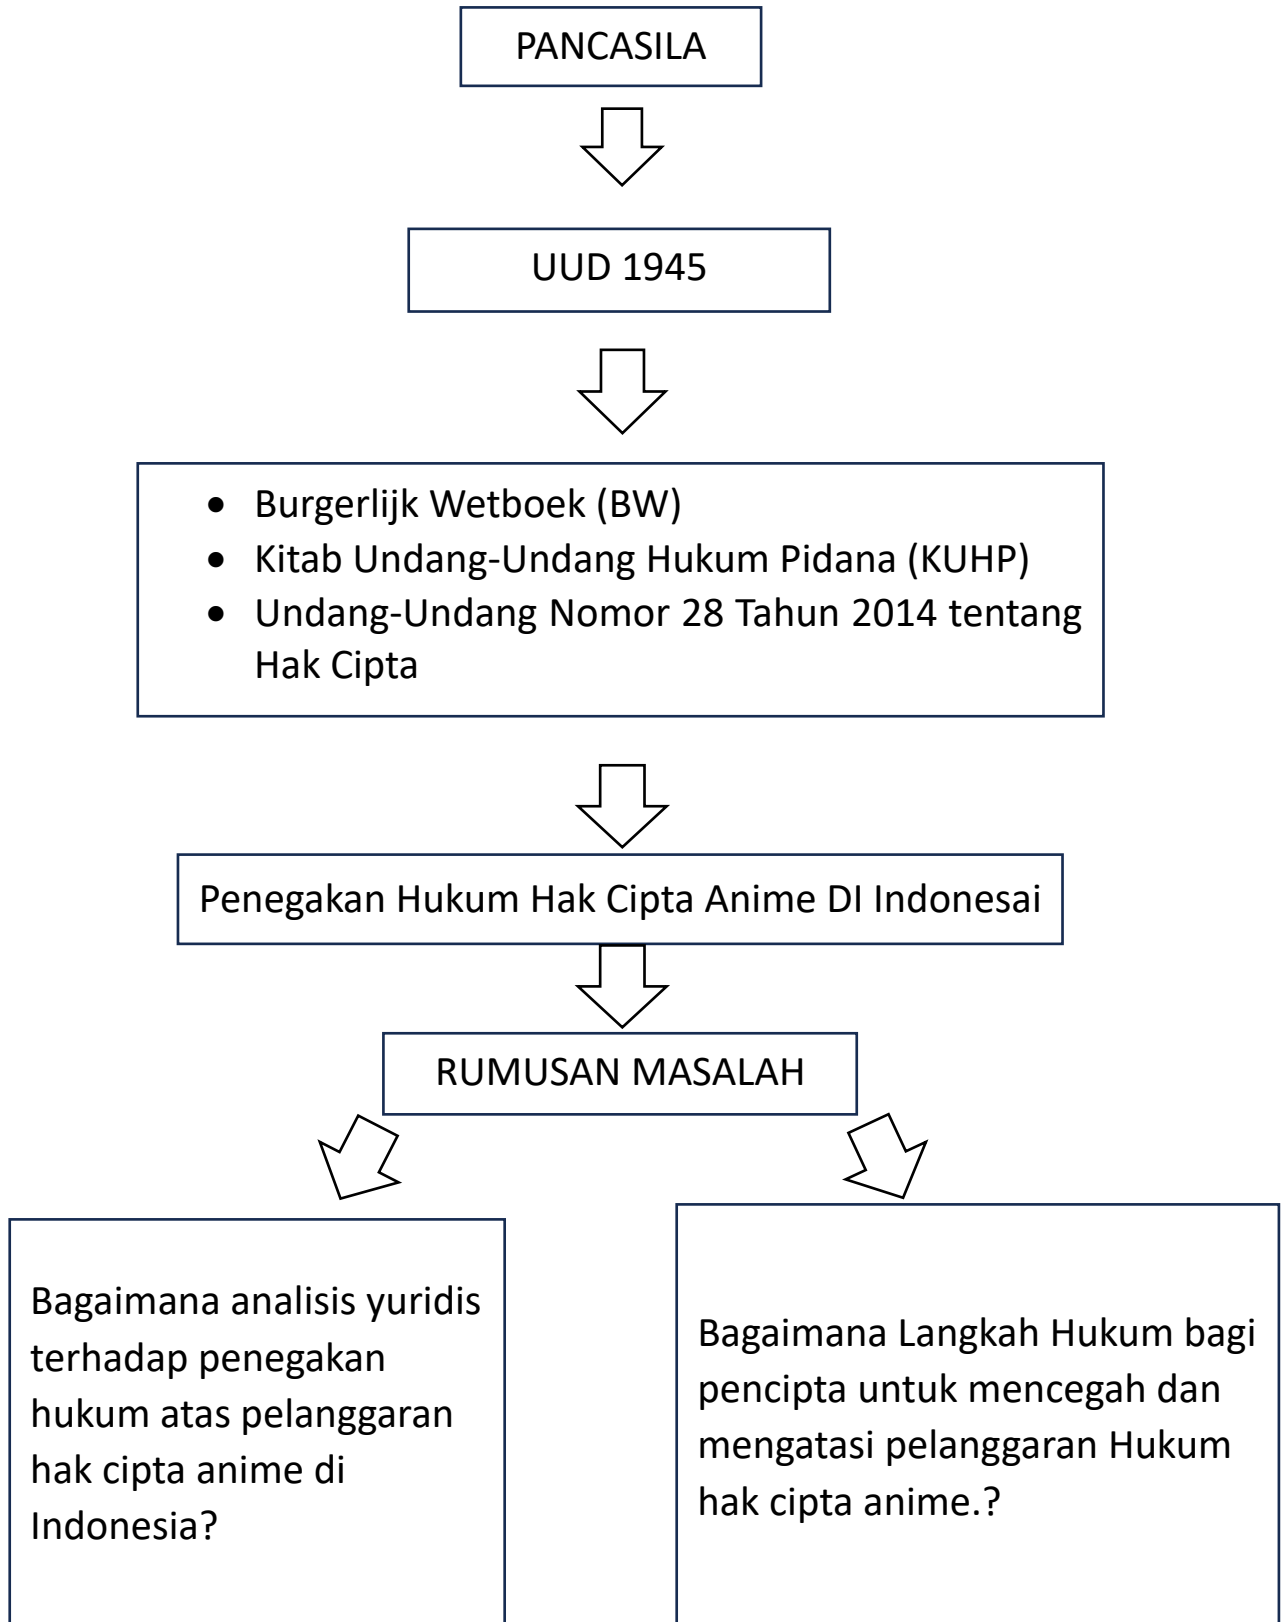 PANCASILA
UUD 1945
• Burgerlijk Wetboek (BW)
• Kitab Undang-Undang Hukum Pidana (KUHP)
• Undang-Undang Nomor 28 Tahun 2014 tentang
Hak Cipta
Penegakan Hukum Hak Cipta Anime DI Indonesai
RUMUSAN MASALAH
Bagaimana analisis yuridis
terhadap penegakan
hukum atas pelanggaran
hak cipta anime di
Indonesia?
Bagaimana Langkah Hukum bagi
pencipta untuk mencegah dan
mengatasi pelanggaran Hukum
hak cipta anime.?